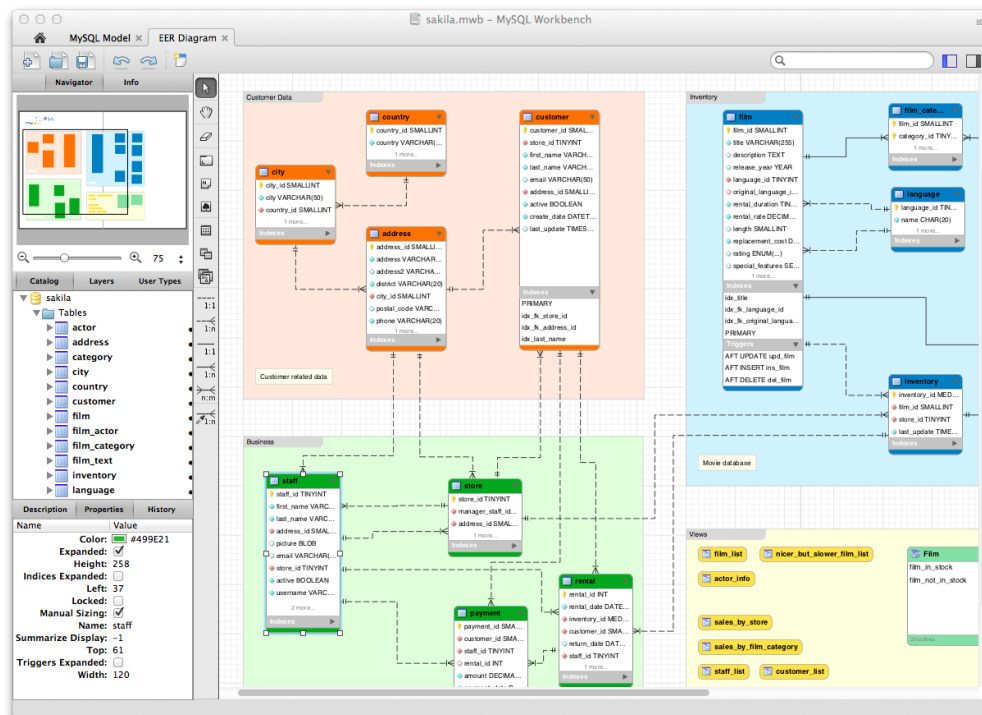 sakila.mwb – MySQL Workbench
MySQL Model ×
EER Diagram ×
Navigator
Info
75
Catalog
Layers
User Types
sakila
Tables
actor
address
category
city
country
customer
film
film_actor
film_category
film_text
inventory
language
Description
Properties
History
Name Value
Color: #499E21
Expanded:
Height: 258
Indices Expanded:
Left: 37
Locked:
Manual Sizing:
Name: staff
Summarize Display: -1
Top: 61
Triggers Expanded:
Width: 120
1:1
1:n
1:1
1:n
n:m
1:n
Customer Data
country
country_id SMALLINT
country VARCHAR(...
1 more...
Indexes
city
city_id SMALLINT
city VARCHAR(50)
country_id SMALLINT
1 more...
Indexes
address
address_id SMALLI...
address VARCHAR...
address2 VARCHA...
district VARCHAR(20)
city_id SMALLINT
postal_code VARC...
phone VARCHAR(20)
1 more...
Indexes
customer
customer_id SMAL...
store_id TINYINT
first_name VARCH...
last_name VARCH...
email VARCHAR(50)
address_id SMALLI...
active BOOLEAN
create_date DATET...
last_update TIMES...
Indexes
PRIMARY
idx_fk_store_id
idx_fk_address_id
idx_last_name
Customer related data
Inventory
film
film_id SMALLINT
title VARCHAR(255)
description TEXT
release_year YEAR
language_id TINYINT
original_language_i...
rental_duration TIN...
rental_rate DECIM...
length SMALLINT
replacement_cost D...
rating ENUM(...)
special_features SE...
1 more...
Indexes
idx_title
idx_fk_language_id
idx_fk_original_langua...
PRIMARY
Triggers
AFT UPDATE upd_film
AFT INSERT ins_film
AFT DELETE del_film
film_cate...
film_id SMALLINT
category_id TINY...
1 more...
Indexes
language
language_id TIN...
name CHAR(20)
1 more...
Indexes
inventory
inventory_id MED...
film_id SMALLINT
store_id TINYINT
last_update TIME...
Indexes
Movie database
Business
staff
staff_id TINYINT
first_name VARC...
last_name VARC...
address_id SMAL...
picture BLOB
email VARCHAR(...
store_id TINYINT
active BOOLEAN
username VARC...
2 more...
Indexes
store
store_id TINYINT
manager_staff_id...
address_id SMAL...
1 more...
Indexes
payment
payment_id SMA...
customer_id SMA...
staff_id TINYINT
rental_id INT
amount DECIMA...
rental
rental_id INT
rental_date DATE...
inventory_id MED...
customer_id SMA...
return_date DAT...
staff_id TINYINT
1 more...
Indexes
Views
film_list
nicer_but_slower_film_list
actor_info
sales_by_store
sales_by_film_category
staff_list
customer_list
Film
film_in_stock
film_not_in_stock
2 routines